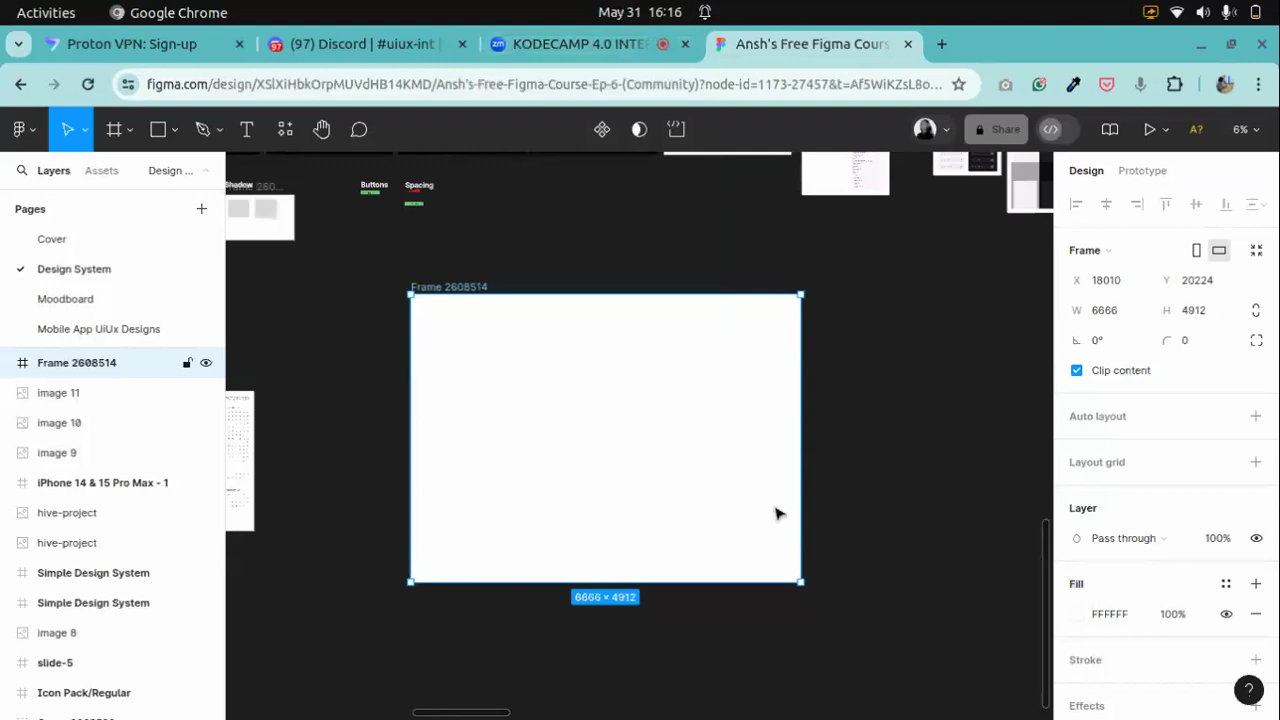 Activities Google Chrome May 31 16:16
Proton VPN: Sign-up (97) Discord | #uiux-int KODECAMP 4.0 INTE Ansh's Free Figma Cours
figma.com/design/XSlXiHbkOrpMUVdHB14KMD/Ansh's-Free-Figma-Course-Ep-6-(Community)?node-id=1173-27457&t=Af5WiKZsL8o...
Share A? 6%
Layers Assets Design ...
Pages
Cover
Design System
Moodboard
Mobile App UiUx Designs
Frame 2608514
image 11
image 10
image 9
iPhone 14 & 15 Pro Max - 1
hive-project
hive-project
Simple Design System
Simple Design System
image 8
slide-5
Icon Pack/Regular
Shadow
Buttons Spacing
Frame 2608514
6666 × 4912
Design Prototype
Frame
X 18010 Y 20224
W 6666 H 4912
0° 0
Clip content
Auto layout
Layout grid
Layer
Pass through 100%
Fill
FFFFFF 100%
Stroke
Effects
?